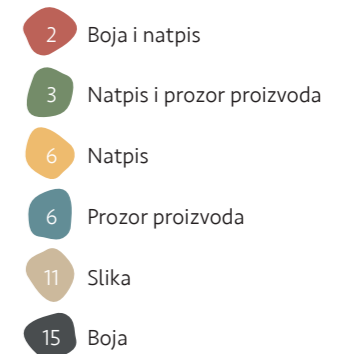 2 Boja i natpis
3 Natpis i prozor proizvoda
6 Natpis
6 Prozor proizvoda
11 Slika
15 Boja